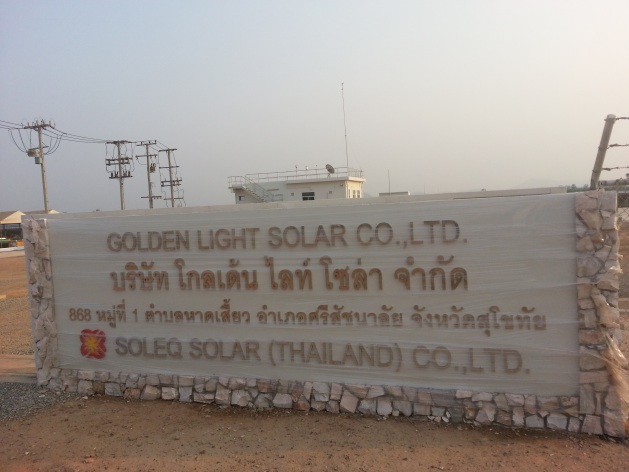 GOLDEN LIGHT SOLAR CO.,LTD.
บริษัท โกลเด้น ไลท์ โซล่า จำกัด
868 หมู่ที่ 1 ตำบลหาดเสี้ยว อำเภอศรีสัชนาลัย จังหวัดสุโขทัย
SOLEQ SOLAR (THAILAND) CO.,LTD.